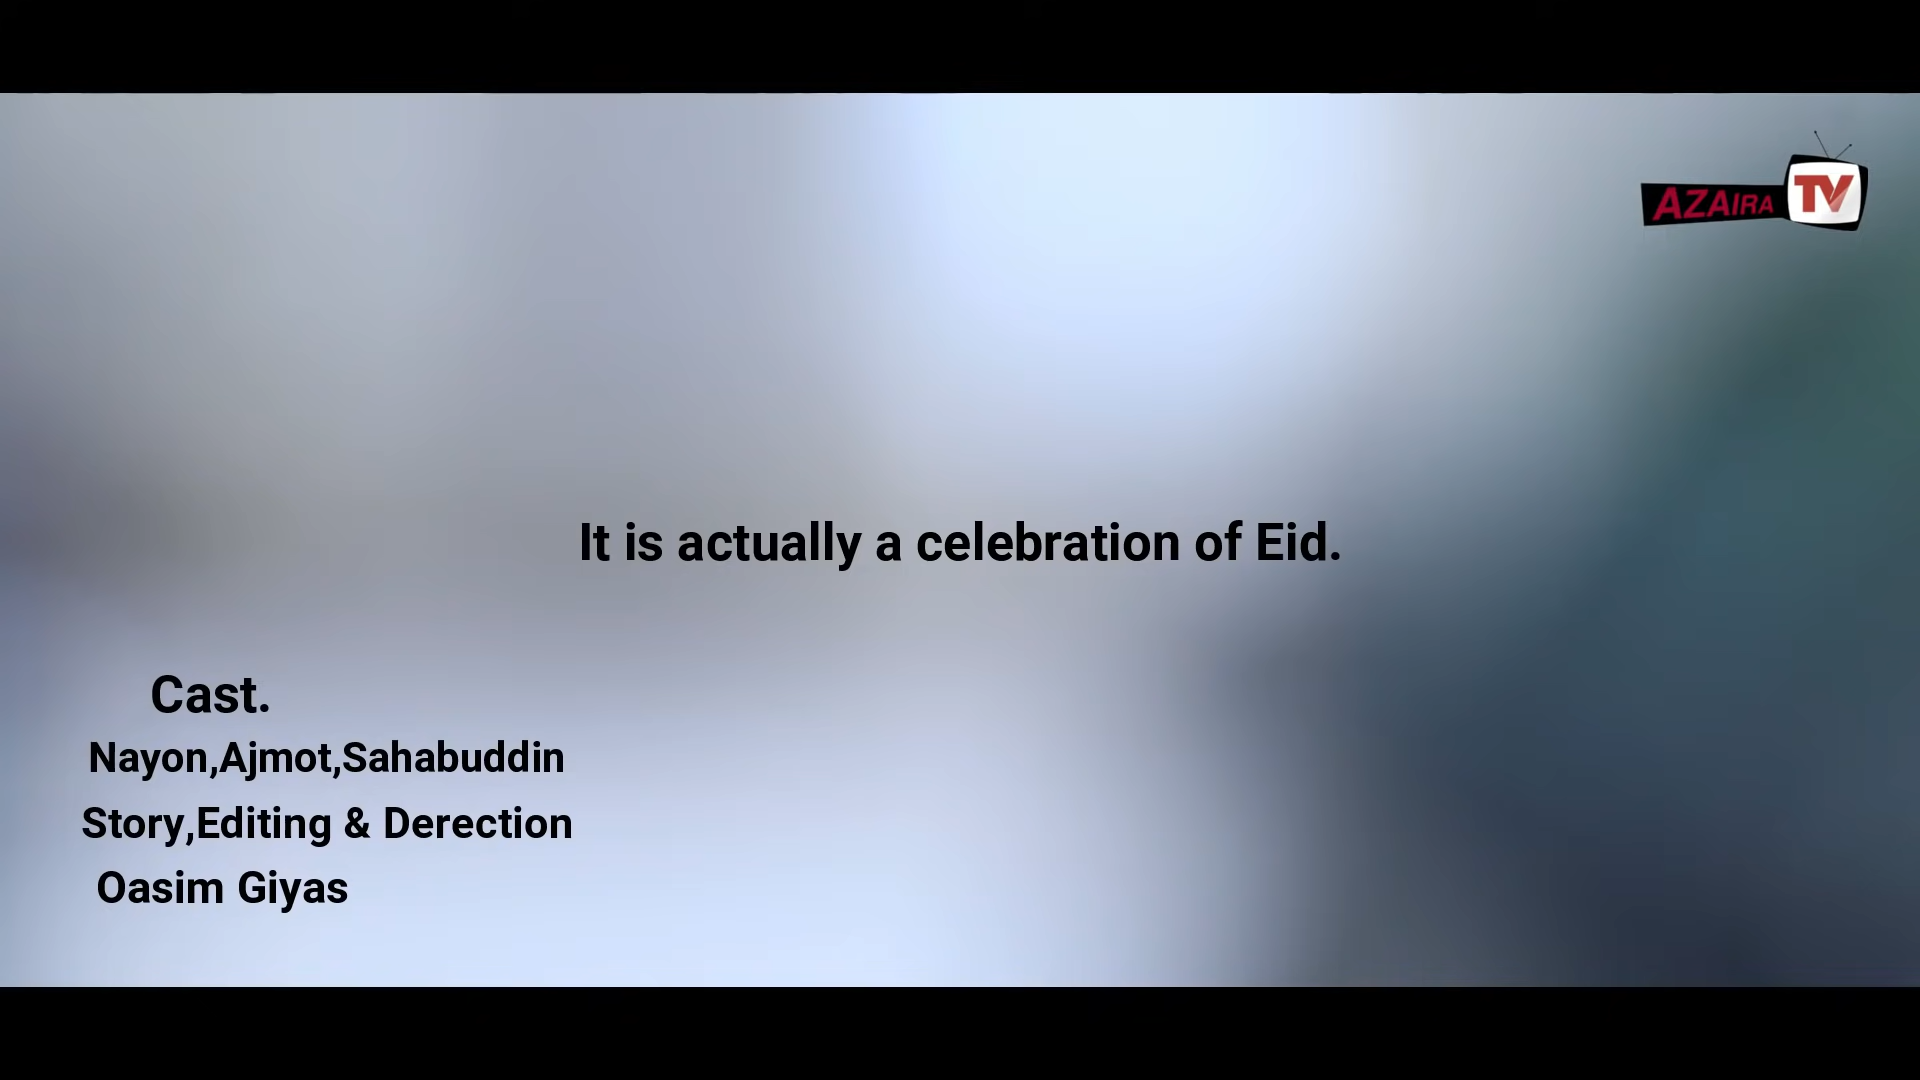 AZAIRA TV
It is actually a celebration of Eid.
Cast.
Nayon,Ajmot,Sahabuddin
Story,Editing & Derection
Oasim Giyas